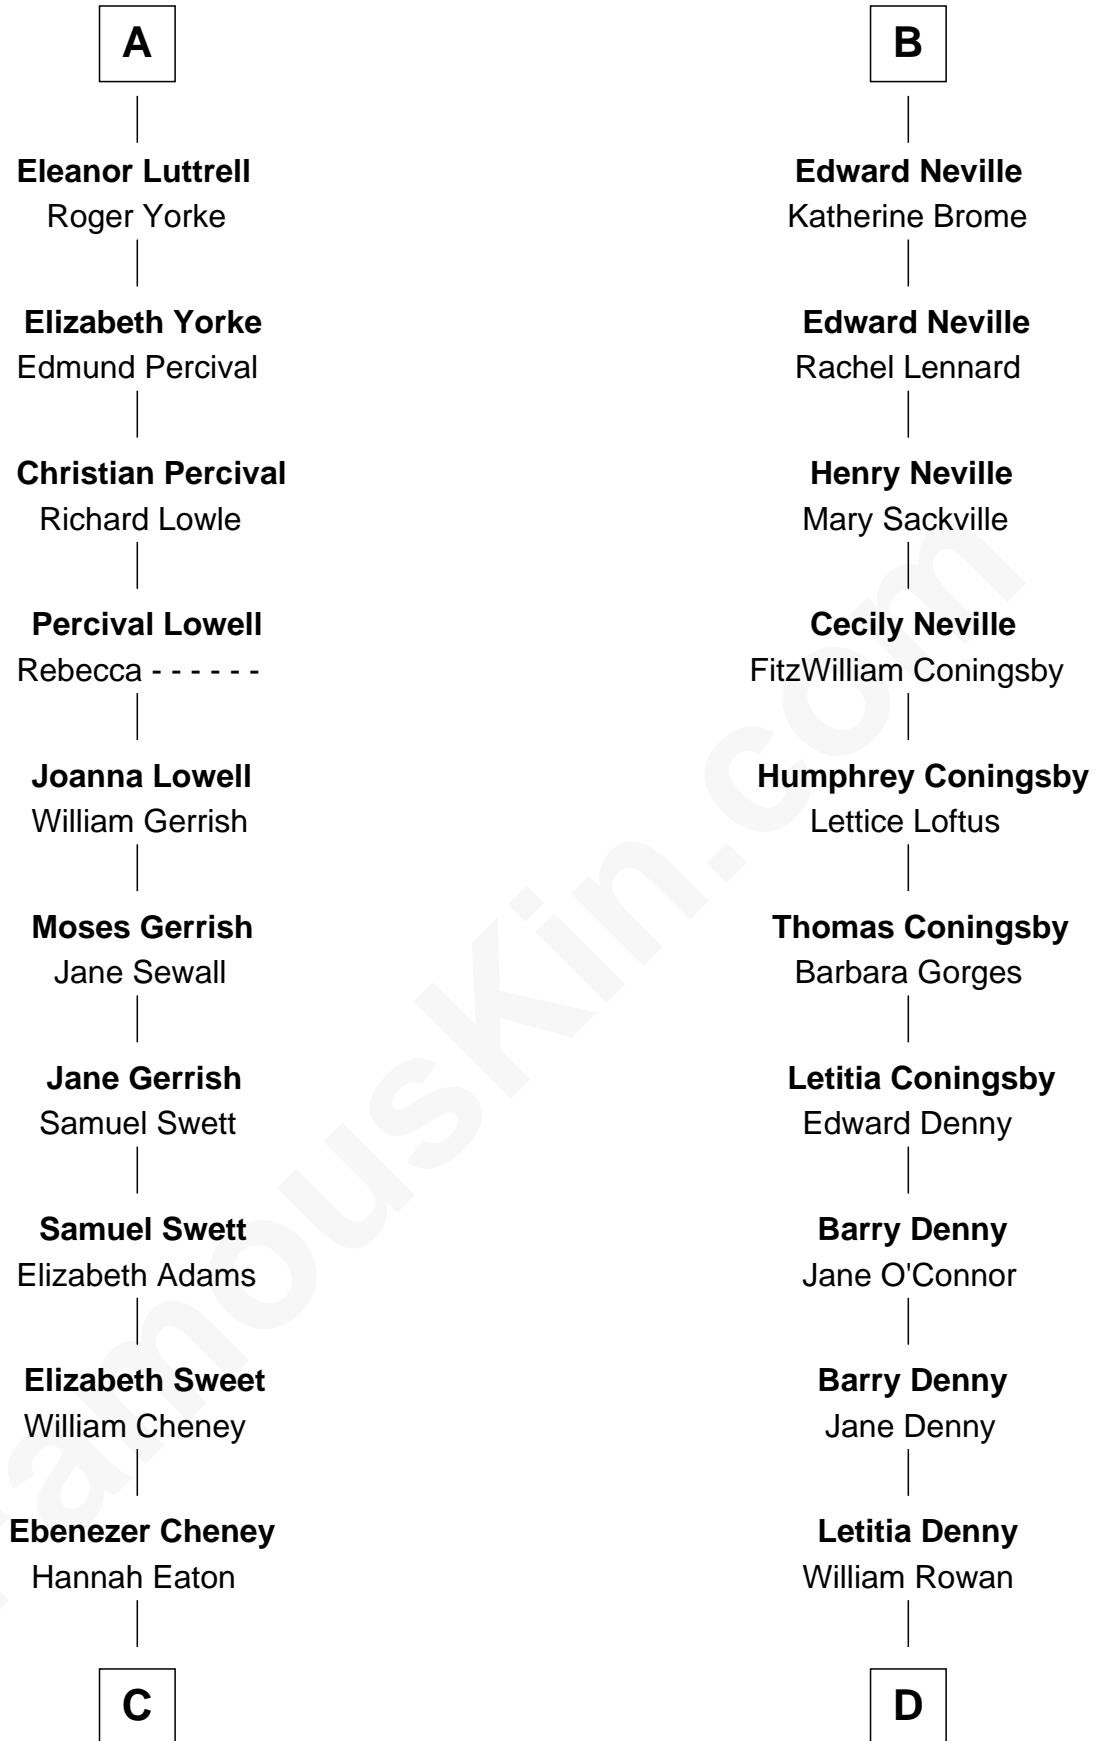 A
Eleanor Luttrell
Roger Yorke
Elizabeth Yorke
Edmund Percival
Christian Percival
Richard Lowle
Percival Lowell
Rebecca - - - - - -
Joanna Lowell
William Gerrish
Moses Gerrish
Jane Sewall
Jane Gerrish
Samuel Swett
Samuel Swett
Elizabeth Adams
Elizabeth Sweet
William Cheney
Ebenezer Cheney
Hannah Eaton
C
B
Edward Neville
Katherine Brome
Edward Neville
Rachel Lennard
Henry Neville
Mary Sackville
Cecily Neville
FitzWilliam Coningsby
Humphrey Coningsby
Lettice Loftus
Thomas Coningsby
Barbara Gorges
Letitia Coningsby
Edward Denny
Barry Denny
Jane O'Connor
Barry Denny
Jane Denny
Letitia Denny
William Rowan
D
FamousKin.com